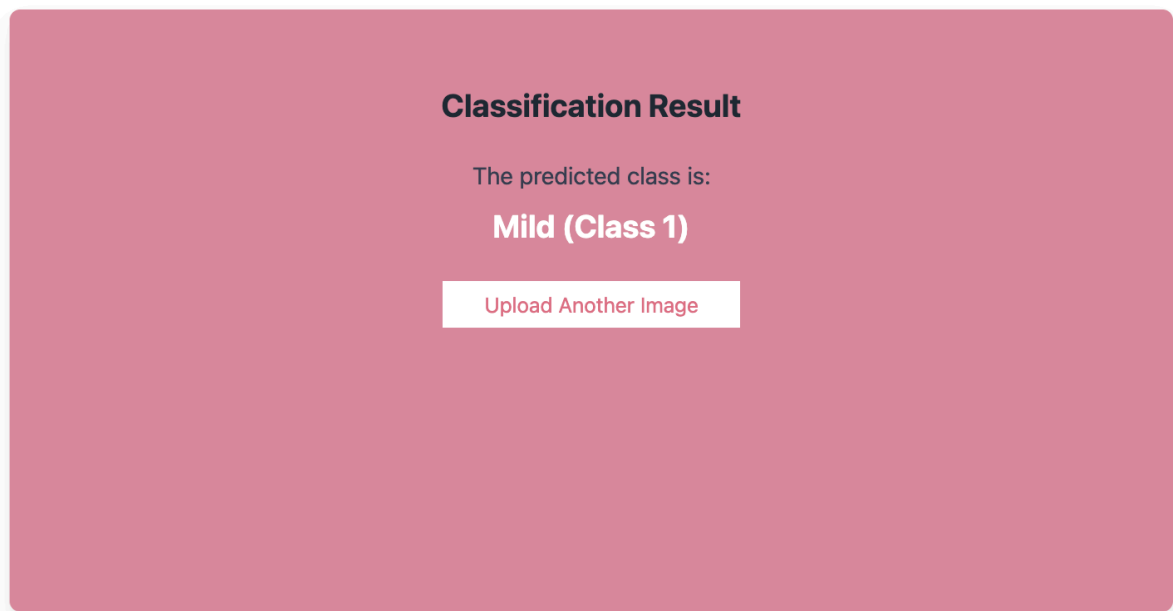 Classification Result
The predicted class is:
Mild (Class 1)
Upload Another Image